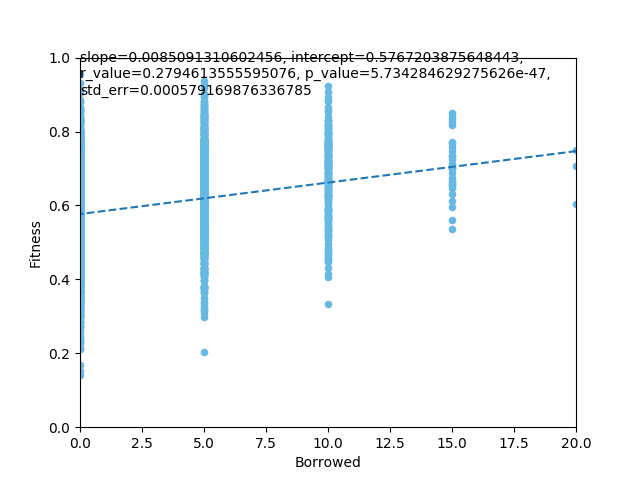 slope=0.0085091310602456, intercept=0.5767203875648443,
r_value=0.2794613555595076, p_value=5.734284629275626e-47,
std_err=0.000579169876336785
1.0
0.8
0.6
0.4
0.2
0.0
Fitness
0.0 2.5 5.0 7.5 10.0 12.5 15.0 17.5 20.0
Borrowed